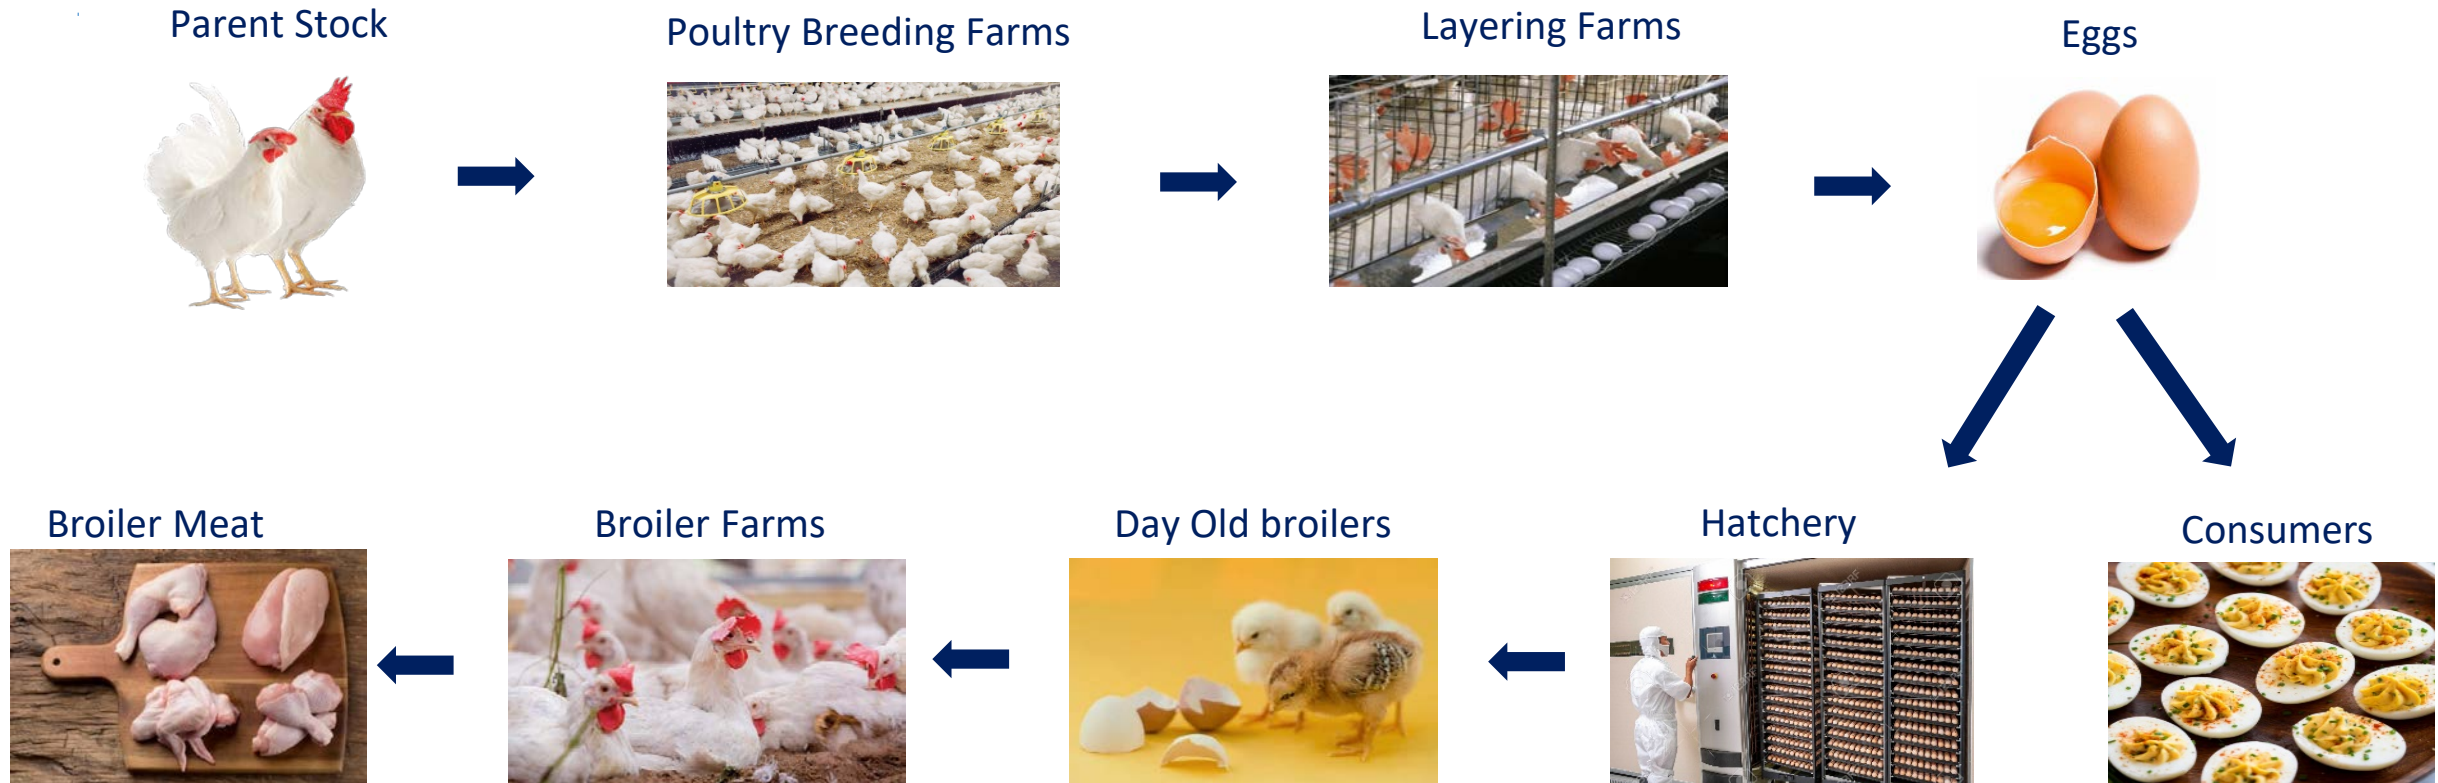 Parent Stock
Poultry Breeding Farms
Layering Farms
Eggs
Broiler Meat
Broiler Farms
Day Old broilers
Hatchery
Consumers